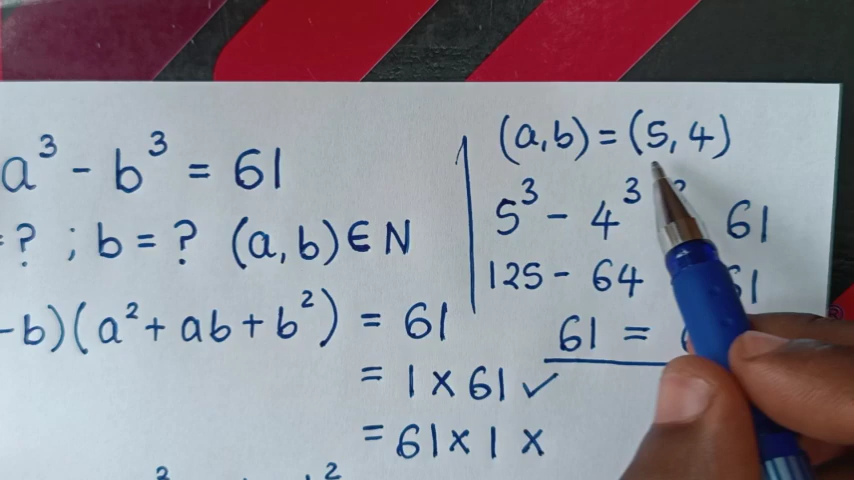 a³ - b³ = 61
= ? ; b = ? (a, b) ∈ N
-b)(a² + ab + b²) = 61
= 1 × 61 ✓
= 61 × 1 ×
(a, b) = (5, 4)
5³ - 4³ 61
125 - 64 61
61 =